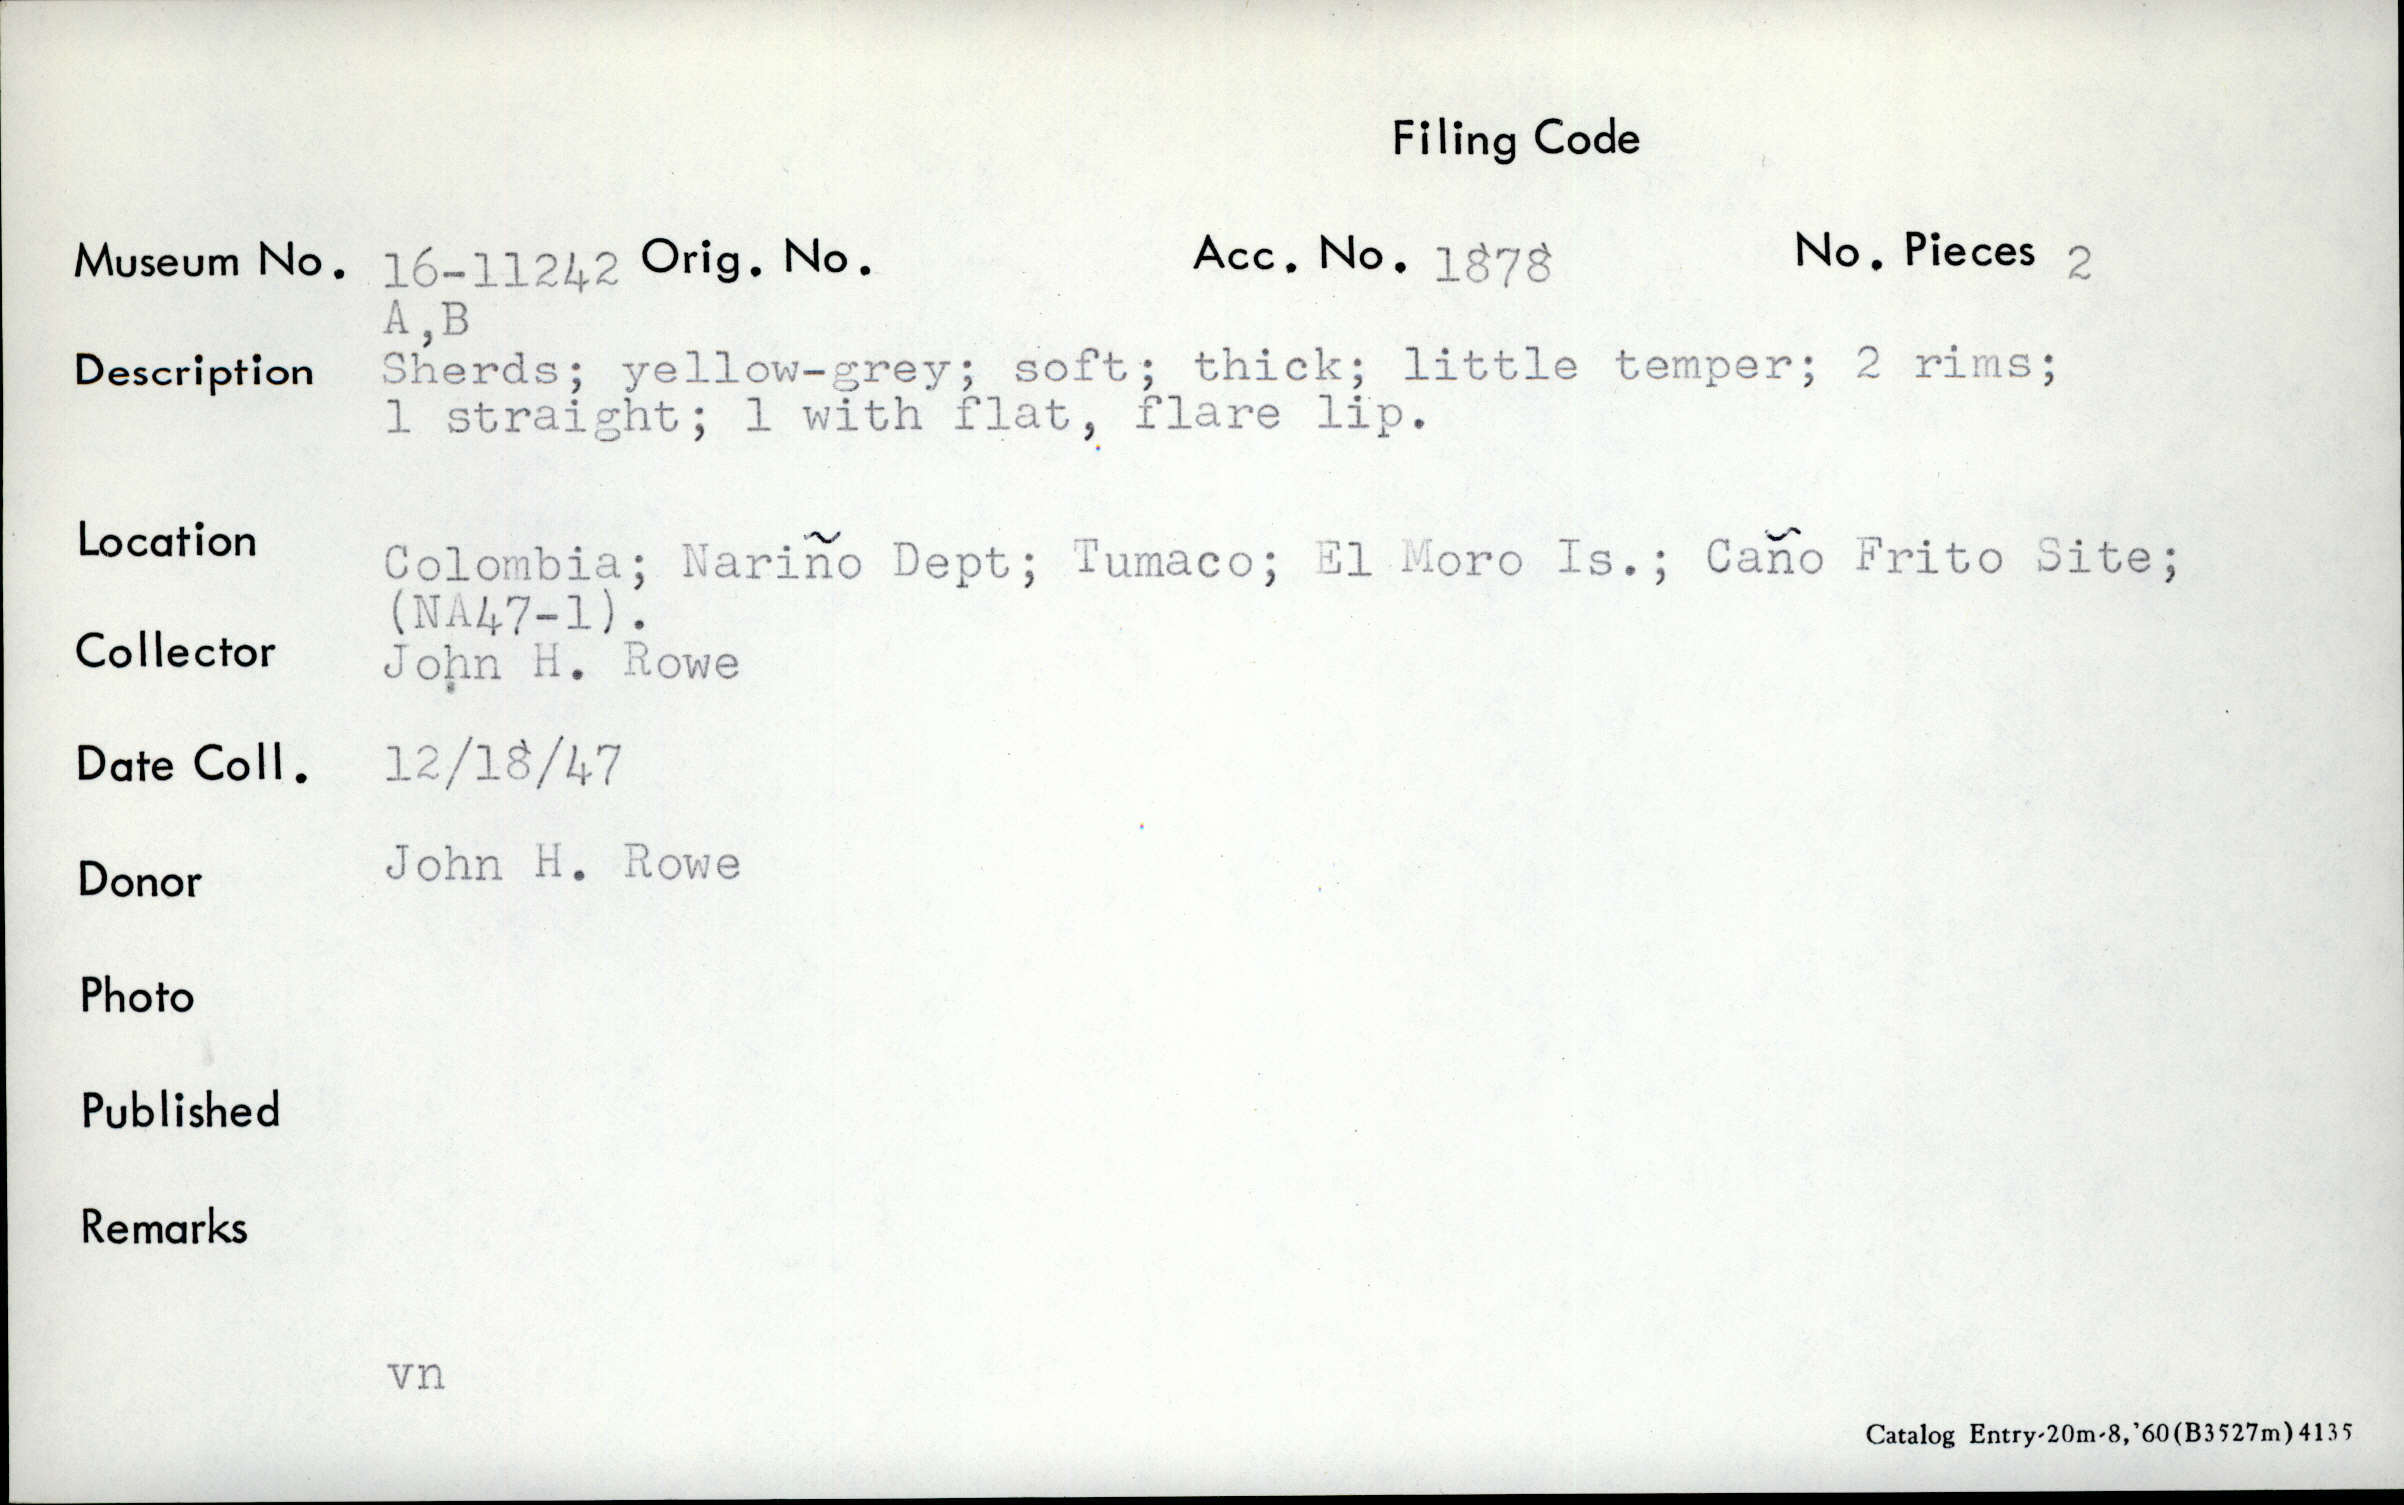 Filing Code
Museum No. 16-11242 Orig. No. Acc. No. 1878 No. Pieces 2
A,B
Description Sherds; yellow-grey; soft; thick; little temper; 2 rims;
1 straight; 1 with flat, flare lip.
Location Colombia; Nariño Dept; Tumaco; El Moro Is.; Caño Frito Site;
(NA47-1).
Collector John H. Rowe
Date Coll. 12/18/47
Donor John H. Rowe
Photo
Published
Remarks
vn
Catalog Entry-20m-8,'60(B3527m)4135